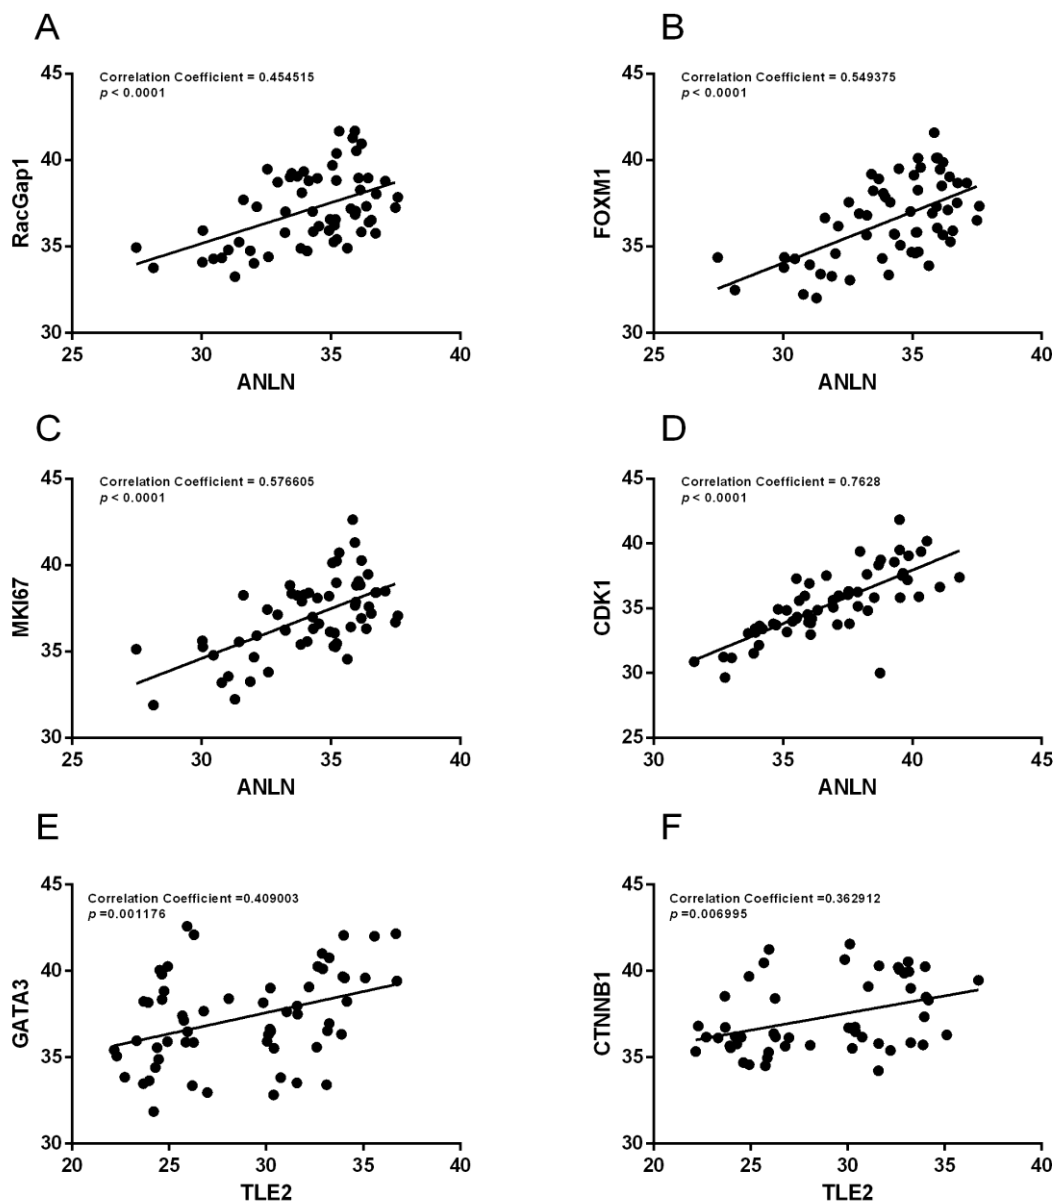 A
Correlation Coefficient = 0.454515
p < 0.0001
45
40
35
30
25
30
35
40
RacGap1
ANLN
B
Correlation Coefficient = 0.549375
p < 0.0001
45
40
35
30
25
30
35
40
FOXM1
ANLN
C
Correlation Coefficient = 0.576605
p < 0.0001
45
40
35
30
25
30
35
40
MKI67
ANLN
D
Correlation Coefficient = 0.7628
p < 0.0001
45
40
35
30
25
30
35
40
45
CDK1
ANLN
E
Correlation Coefficient =0.409003
p =0.001176
45
40
35
30
20
25
30
35
40
GATA3
TLE2
F
Correlation Coefficient =0.362912
p =0.006995
45
40
35
30
20
25
30
35
40
CTNNB1
TLE2